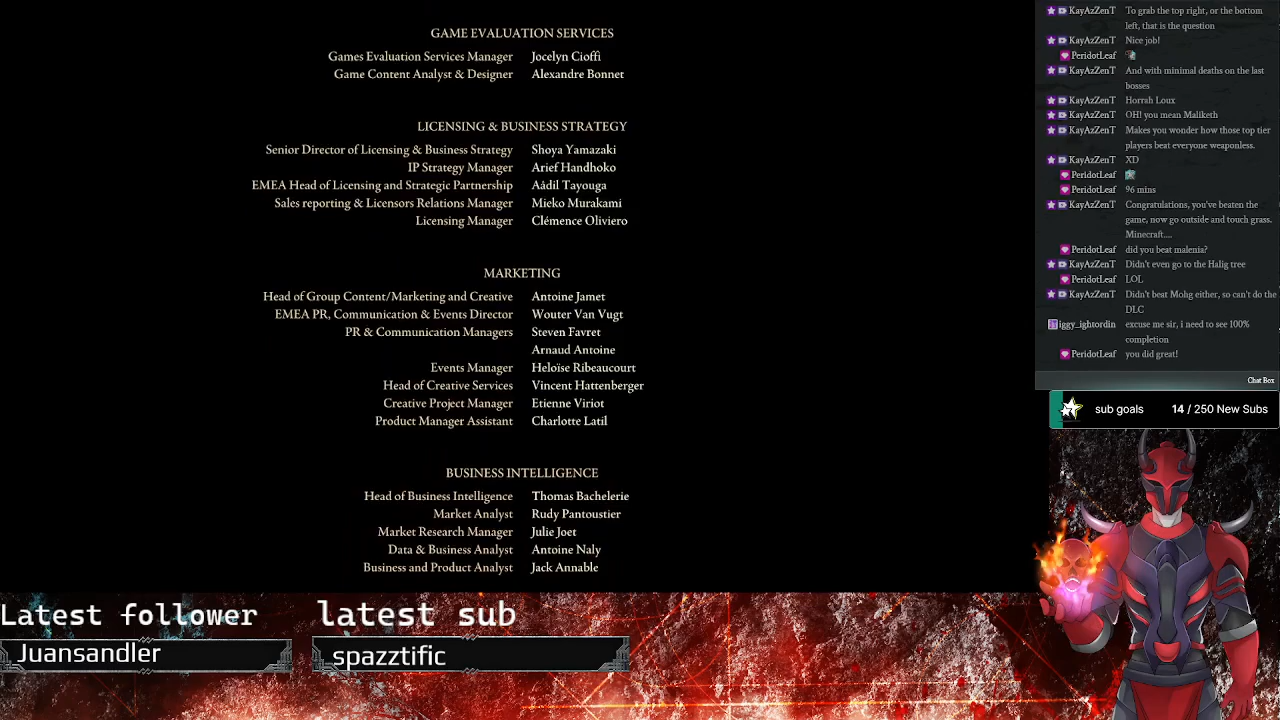 GAME EVALUATION SERVICES
Games Evaluation Services Manager Jocelyn Cioffi
Game Content Analyst & Designer Alexandre Bonnet
LICENSING & BUSINESS STRATEGY
Senior Director of Licensing & Business Strategy Shoya Yamazaki
IP Strategy Manager Arief Handhoko
EMEA Head of Licensing and Strategic Partnership Aâdil Tayouga
Sales reporting & Licensors Relations Manager Mieko Murakami
Licensing Manager Clémence Oliviero
MARKETING
Head of Group Content/Marketing and Creative Antoine Jamet
EMEA PR, Communication & Events Director Wouter Van Vugt
PR & Communication Managers Steven Favret
Arnaud Antoine
Events Manager Heloïse Ribeaucourt
Head of Creative Services Vincent Hattenberger
Creative Project Manager Etienne Viriot
Product Manager Assistant Charlotte Latil
BUSINESS INTELLIGENCE
Head of Business Intelligence Thomas Bachelerie
Market Analyst Rudy Pantoustier
Market Research Manager Julie Joet
Data & Business Analyst Antoine Naly
Business and Product Analyst Jack Annable
KayAzZenT To grab the top right, or the bottom
left, that is the question
KayAzZenT Nice job!
PeridotLeaf
KayAzZenT And with minimal deaths on the last
bosses
KayAzZenT Horrah Loux
KayAzZenT OH! you mean Maliketh
KayAzZenT Makes you wonder how those top tier
players beat everyone weaponless.
KayAzZenT XD
PeridotLeaf
PeridotLeaf 96 mins
KayAzZenT Congratulations, you've beaten the
game, now go outside and touch grass.
Minecraft....
PeridotLeaf did you beat malenia?
KayAzZenT Didn't even go to the Halig tree
PeridotLeaf LOL
KayAzZenT Didn't beat Mohg either, so can't do the
DLC
iggy_ightordin excuse me sir, i need to see 100%
completion
PeridotLeaf you did great!
Chat Box
sub goals 14 / 250 New Subs
Latest follower
Juansandler
latest sub
spazztific